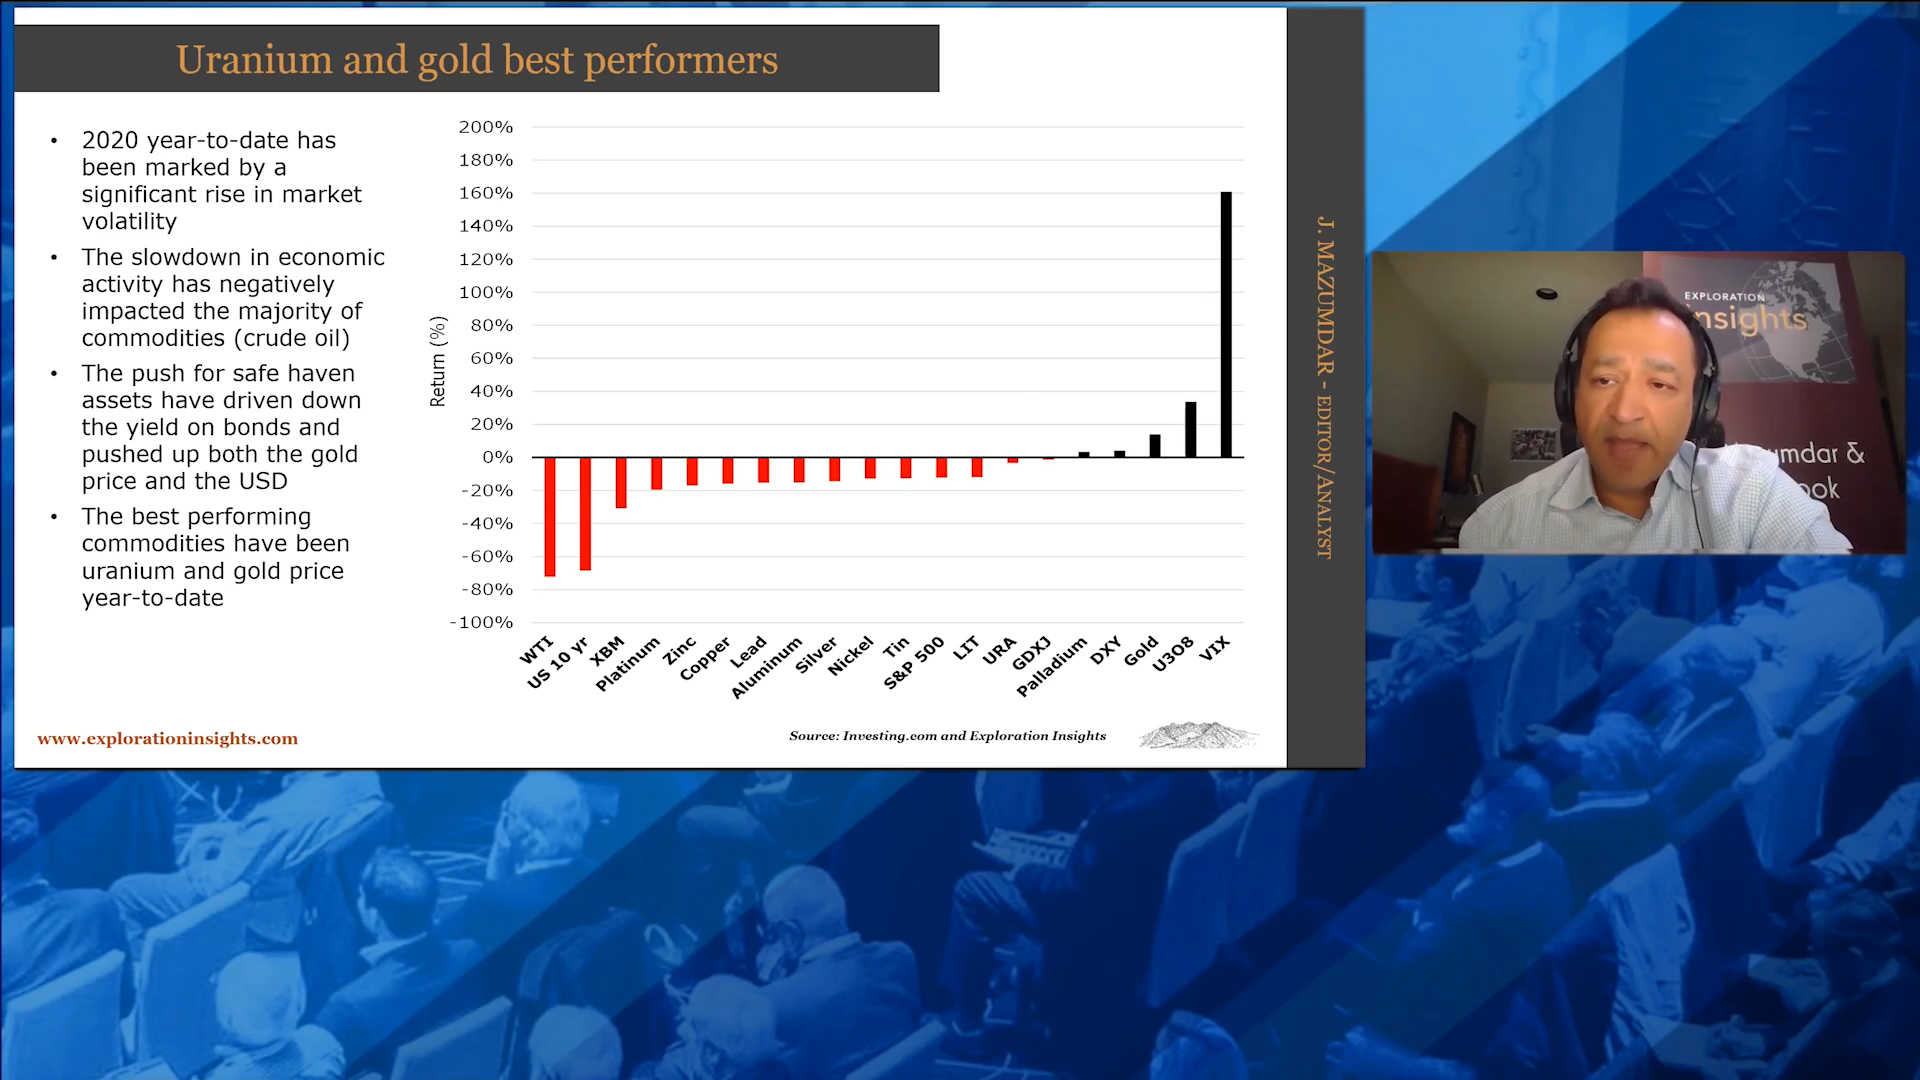 Uranium and gold best performers
• 2020 year-to-date has
been marked by a
significant rise in market
volatility
• The slowdown in economic
activity has negatively
impacted the majority of
commodities (crude oil)
• The push for safe haven
assets have driven down
the yield on bonds and
pushed up both the gold
price and the USD
• The best performing
commodities have been
uranium and gold price
year-to-date
Return (%)
200%
180%
160%
140%
120%
100%
80%
60%
40%
20%
0%
-20%
-40%
-60%
-80%
-100%
WTI
US 10 yr
XBM
Platinum
Zinc
Copper
Lead
Aluminum
Silver
Nickel
Tin
S&P 500
LIT
URA
GDXJ
Palladium
DXY
Gold
U3O8
VIX
www.explorationinsights.com
Source: Investing.com and Exploration Insights
J. MAZUMDAR - EDITOR/ANALYST
EXPLORATION
insights
umdar &
ook